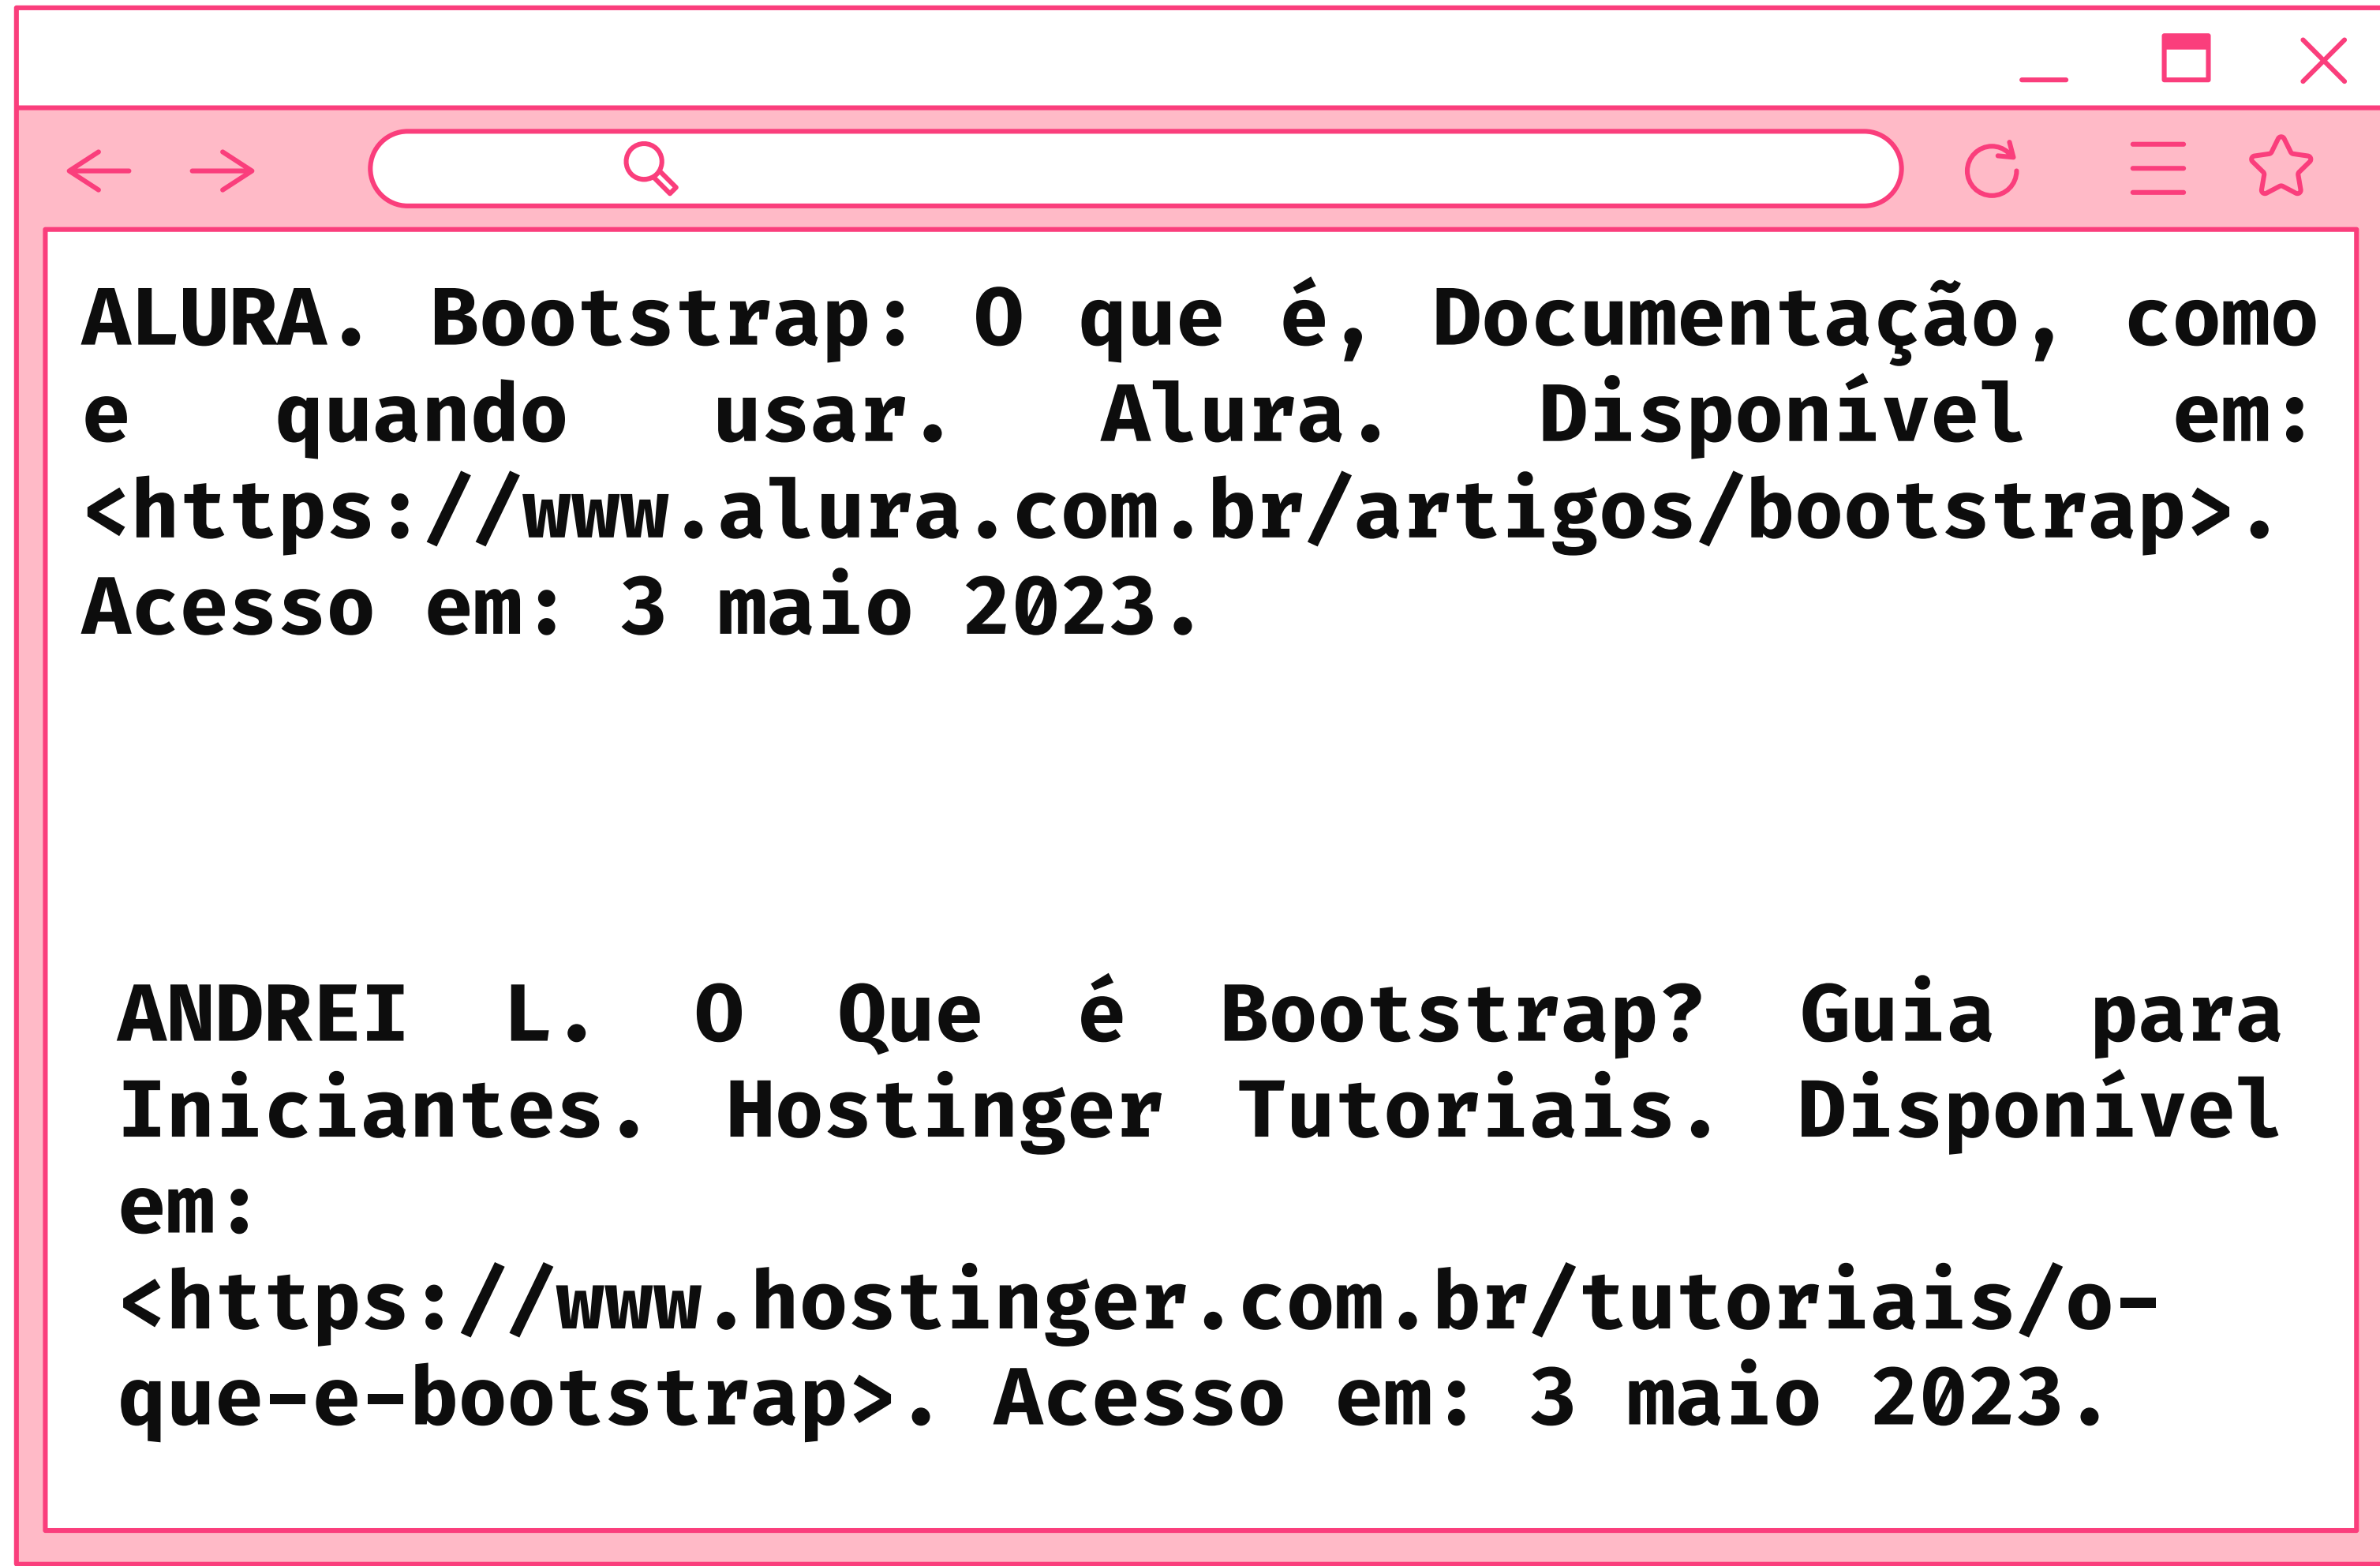 ALURA. Bootstrap: O que é, Documentação, como
e quando usar. Alura. Disponível em:
<https://www.alura.com.br/artigos/bootstrap>.
Acesso em: 3 maio 2023.
ANDREI L. O Que é Bootstrap? Guia para
Iniciantes. Hostinger Tutoriais. Disponível
em:
<https://www.hostinger.com.br/tutoriais/o-
que-e-bootstrap>. Acesso em: 3 maio 2023.